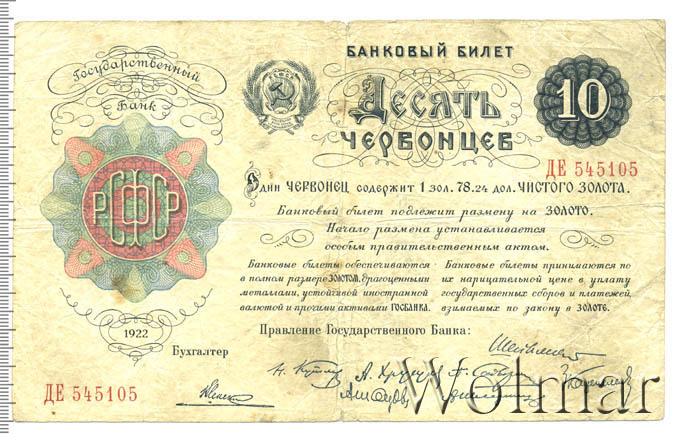 БАНКОВЫЙ БИЛЕТ
Государственный
Банк
Десять
ЧЕРВОНЦЕВ
10
ДЕ 545105
Один ЧЕРВОНЕЦ содержит 1 зол. 78.24 дол. ЧИСТОГО ЗОЛОТА.
Банковый билет подлежит размену на ЗОЛОТО.
Начало размена устанавливается
особым правительственным актом.
РСФСР
Банковые билеты обеспечиваются
в полном размере ЗОЛОТОМ, драгоценными
металлами, устойчивой иностранной
валютой и прочими активами ГОСБАНКА.
Банковые билеты принимаются по
их нарицательной цене в уплату
государственных сборов и платежей,
взимаемых по закону в ЗОЛОТЕ.
1922
Правление Государственного Банка:
Бухгалтер
ДЕ 545105
Wolmar